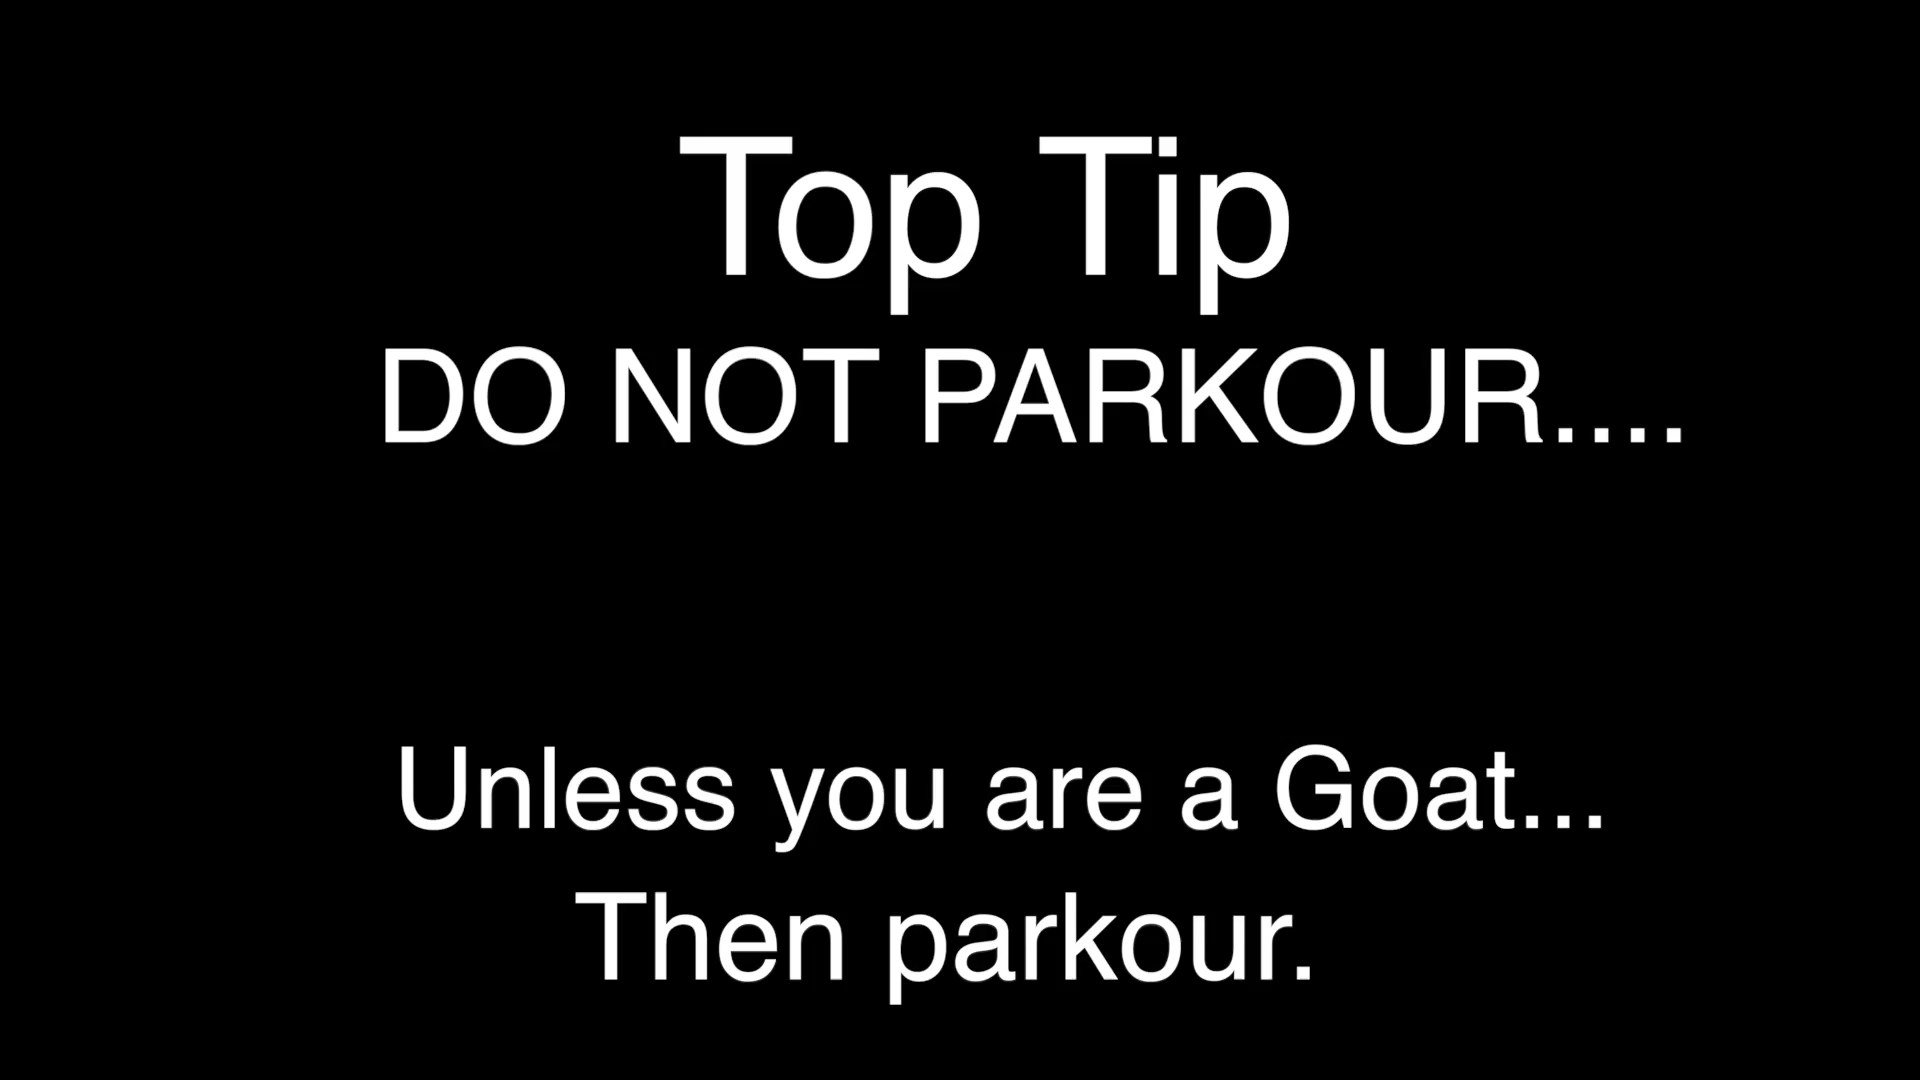 Top Tip
DO NOT PARKOUR....
Unless you are a Goat...
Then parkour.